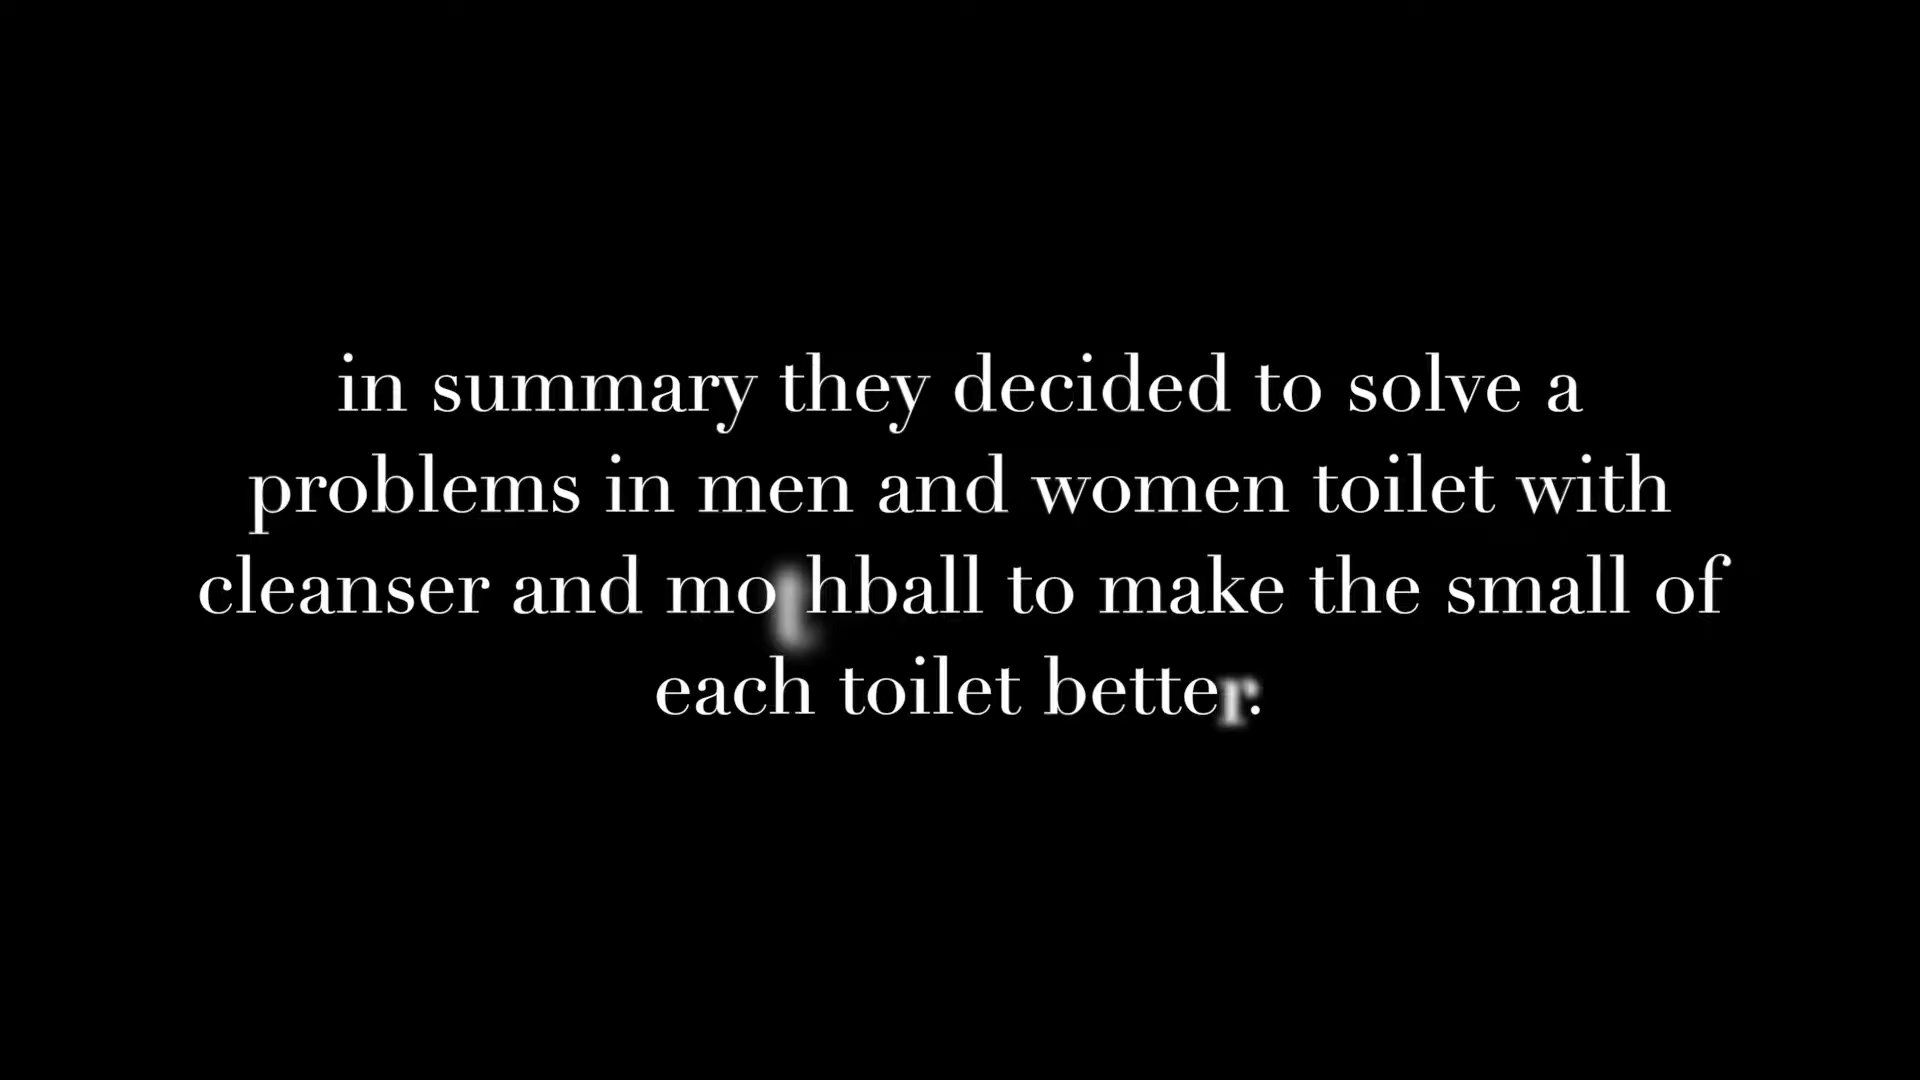 in summary they decided to solve a
problems in men and women toilet with
cleanser and mothball to make the small of
each toilet better.